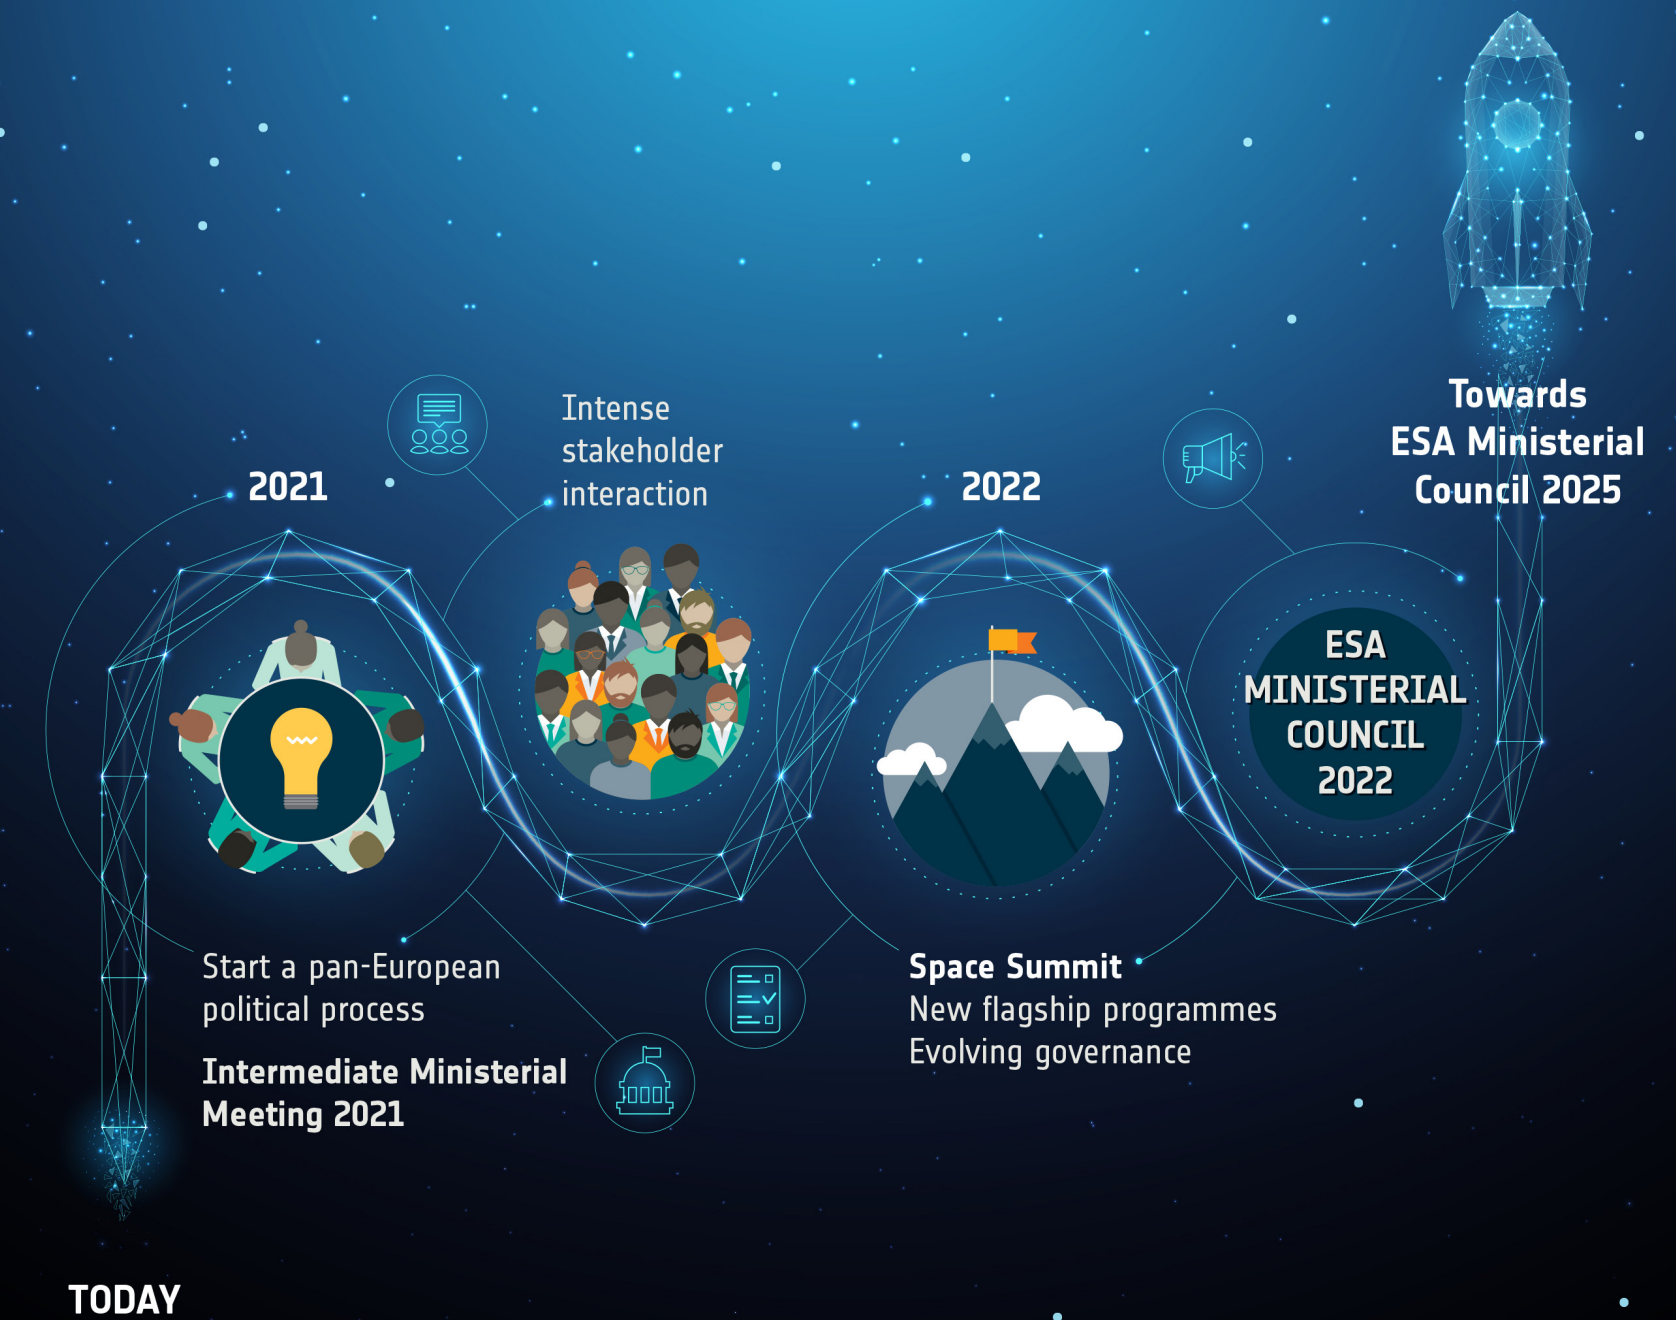 2021
Start a pan-European
political process
Intermediate Ministerial
Meeting 2021
Intense
stakeholder
interaction
2022
Space Summit
New flagship programmes
Evolving governance
ESA
MINISTERIAL
COUNCIL
2022
Towards
ESA Ministerial
Council 2025
TODAY